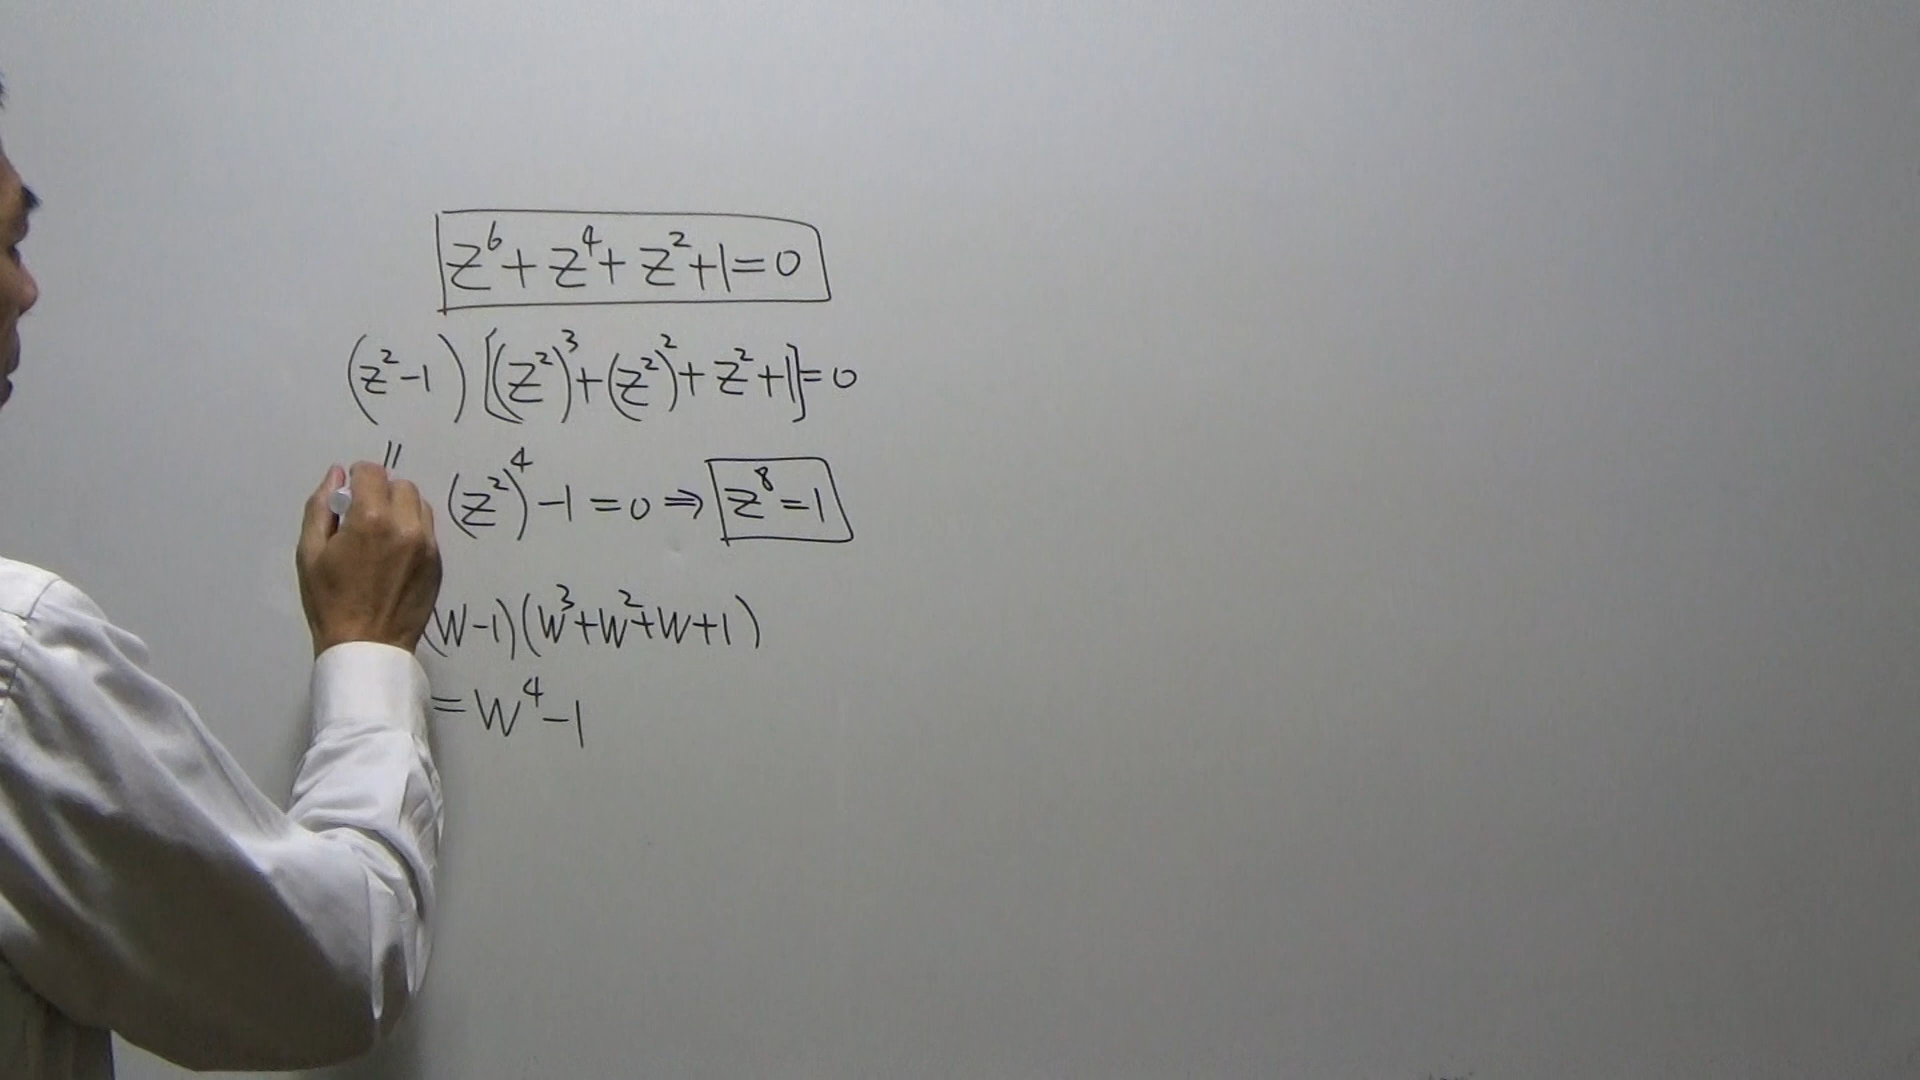 z⁶+z⁴+z²+1=0
(z²-1)[(z²)³+(z²)²+z²+1]=0
(z²)⁴-1=0⇒z⁸=1
(w-1)(w³+w²+w+1)
=w⁴-1